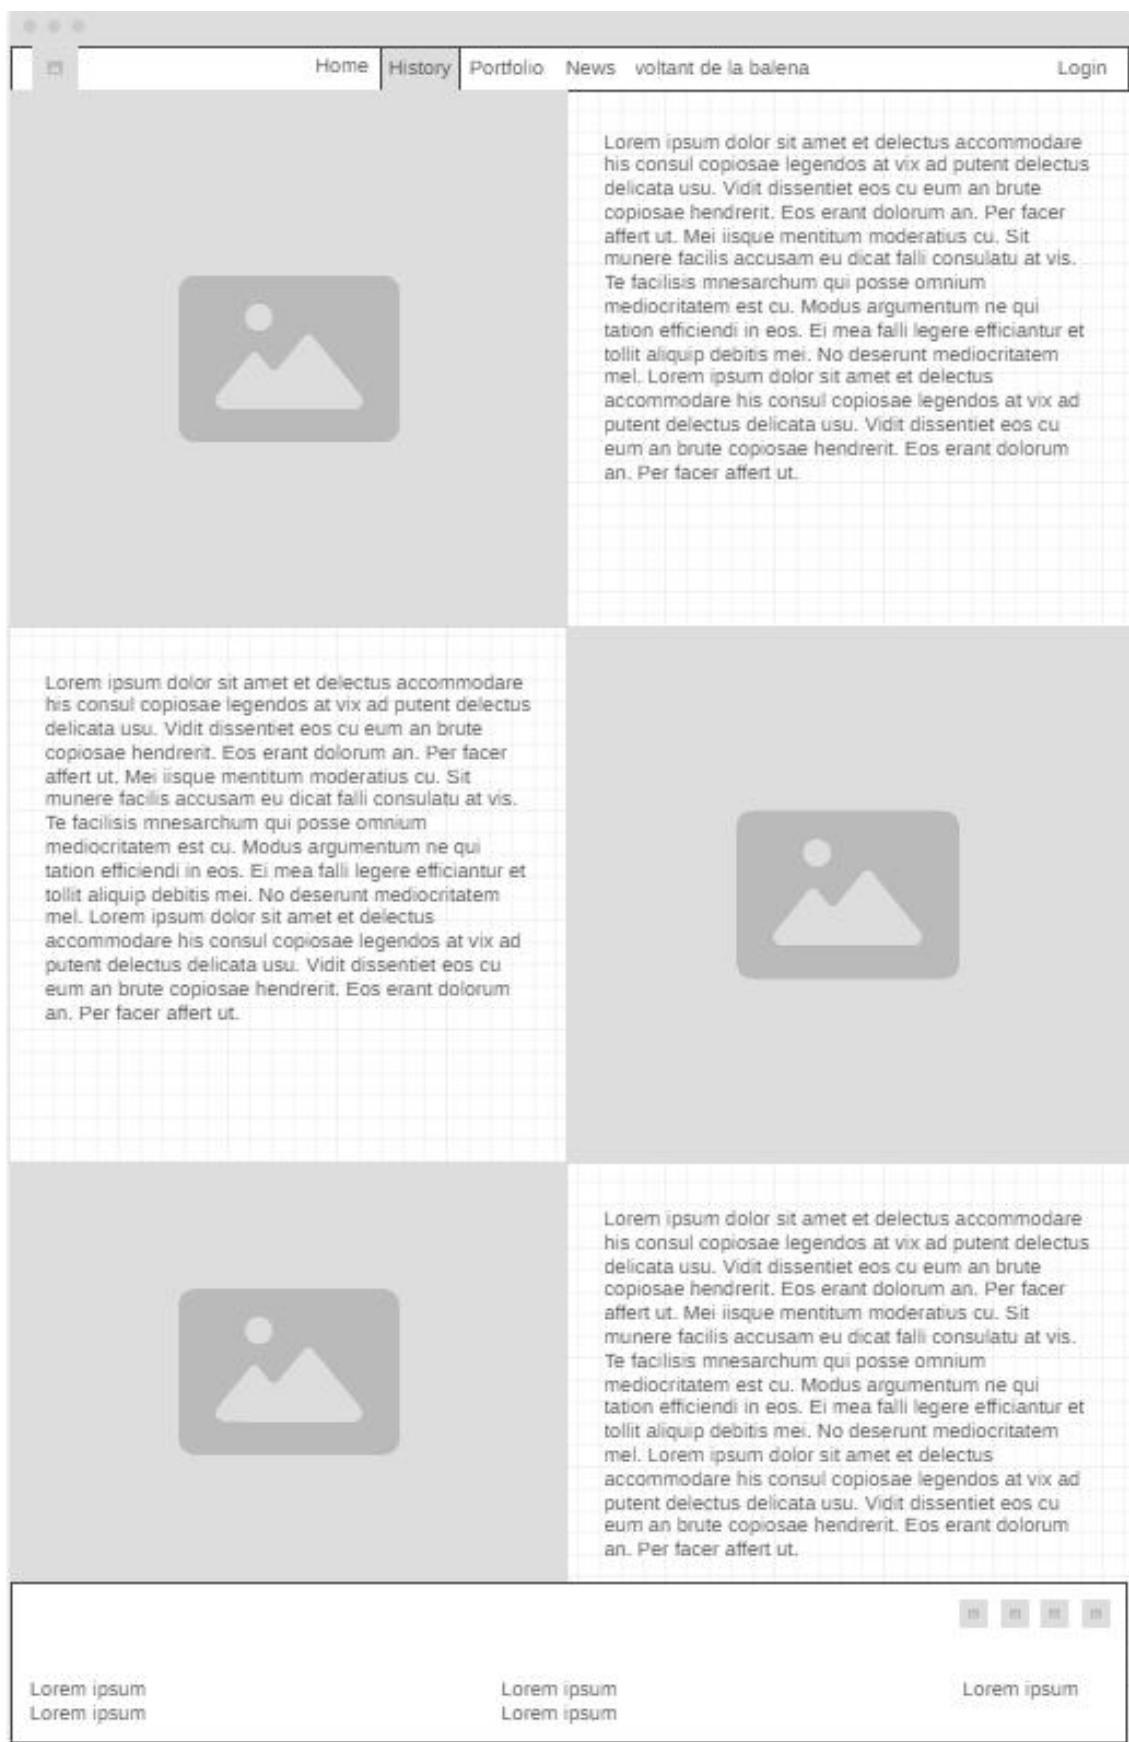 Home History Portfolio News voltant de la balena Login
Lorem ipsum dolor sit amet et delectus accommodare
his consul copiosae legendos at vix ad putent delectus
delicata usu. Vidit dissentiet eos cu eum an brute
copiosae hendrerit. Eos erant dolorum an. Per facer
affert ut. Mei iisque mentitum moderatius cu. Sit
munere facilis accusam eu dicat falli consulatu at vis.
Te facilisis mnesarchum qui posse omnium
mediocritatem est cu. Modus argumentum ne qui
tation efficiendi in eos. Ei mea falli legere efficiantur et
tollit aliquip debitis mei. No deserunt mediocritatem
mel. Lorem ipsum dolor sit amet et delectus
accommodare his consul copiosae legendos at vix ad
putent delectus delicata usu. Vidit dissentiet eos cu
eum an brute copiosae hendrerit. Eos erant dolorum
an. Per facer affert ut.
Lorem ipsum dolor sit amet et delectus accommodare
his consul copiosae legendos at vix ad putent delectus
delicata usu. Vidit dissentiet eos cu eum an brute
copiosae hendrerit. Eos erant dolorum an. Per facer
affert ut. Mei iisque mentitum moderatius cu. Sit
munere facilis accusam eu dicat falli consulatu at vis.
Te facilisis mnesarchum qui posse omnium
mediocritatem est cu. Modus argumentum ne qui
tation efficiendi in eos. Ei mea falli legere efficiantur et
tollit aliquip debitis mei. No deserunt mediocritatem
mel. Lorem ipsum dolor sit amet et delectus
accommodare his consul copiosae legendos at vix ad
putent delectus delicata usu. Vidit dissentiet eos cu
eum an brute copiosae hendrerit. Eos erant dolorum
an. Per facer affert ut.
Lorem ipsum dolor sit amet et delectus accommodare
his consul copiosae legendos at vix ad putent delectus
delicata usu. Vidit dissentiet eos cu eum an brute
copiosae hendrerit. Eos erant dolorum an. Per facer
affert ut. Mei iisque mentitum moderatius cu. Sit
munere facilis accusam eu dicat falli consulatu at vis.
Te facilisis mnesarchum qui posse omnium
mediocritatem est cu. Modus argumentum ne qui
tation efficiendi in eos. Ei mea falli legere efficiantur et
tollit aliquip debitis mei. No deserunt mediocritatem
mel. Lorem ipsum dolor sit amet et delectus
accommodare his consul copiosae legendos at vix ad
putent delectus delicata usu. Vidit dissentiet eos cu
eum an brute copiosae hendrerit. Eos erant dolorum
an. Per facer affert ut.
Lorem ipsum
Lorem ipsum
Lorem ipsum
Lorem ipsum
Lorem ipsum